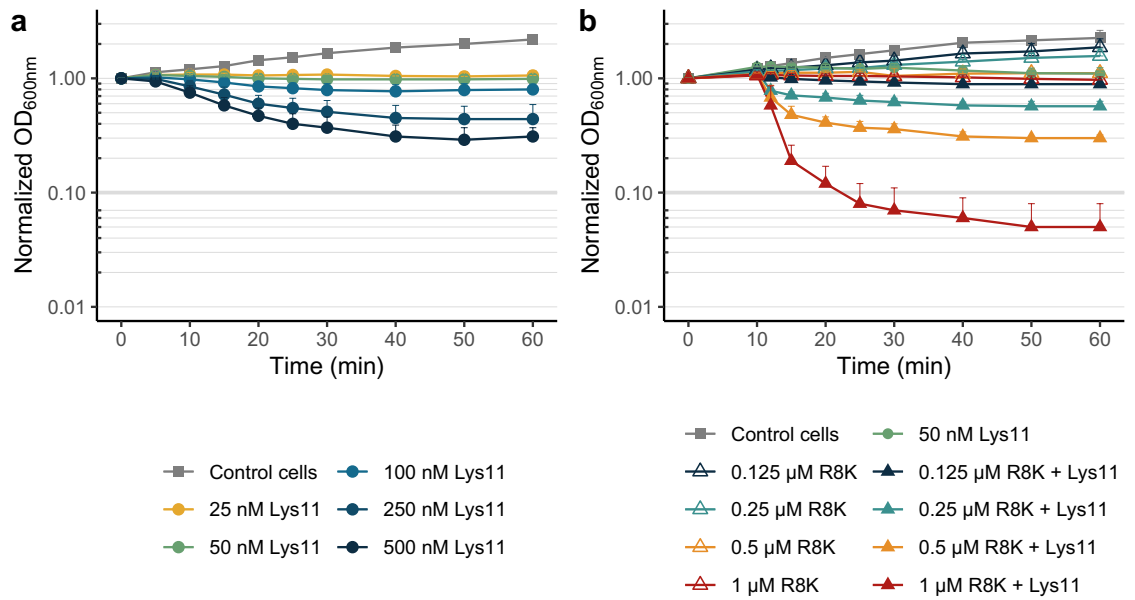 a
Normalized OD600nm
1.00
0.10
0.01
0 10 20 30 40 50 60
Time (min)
Control cells
25 nM Lys11
50 nM Lys11
100 nM Lys11
250 nM Lys11
500 nM Lys11
b
Normalized OD600nm
1.00
0.10
0.01
0 10 20 30 40 50 60
Time (min)
Control cells
0.125 µM R8K
0.25 µM R8K
0.5 µM R8K
1 µM R8K
50 nM Lys11
0.125 µM R8K + Lys11
0.25 µM R8K + Lys11
0.5 µM R8K + Lys11
1 µM R8K + Lys11